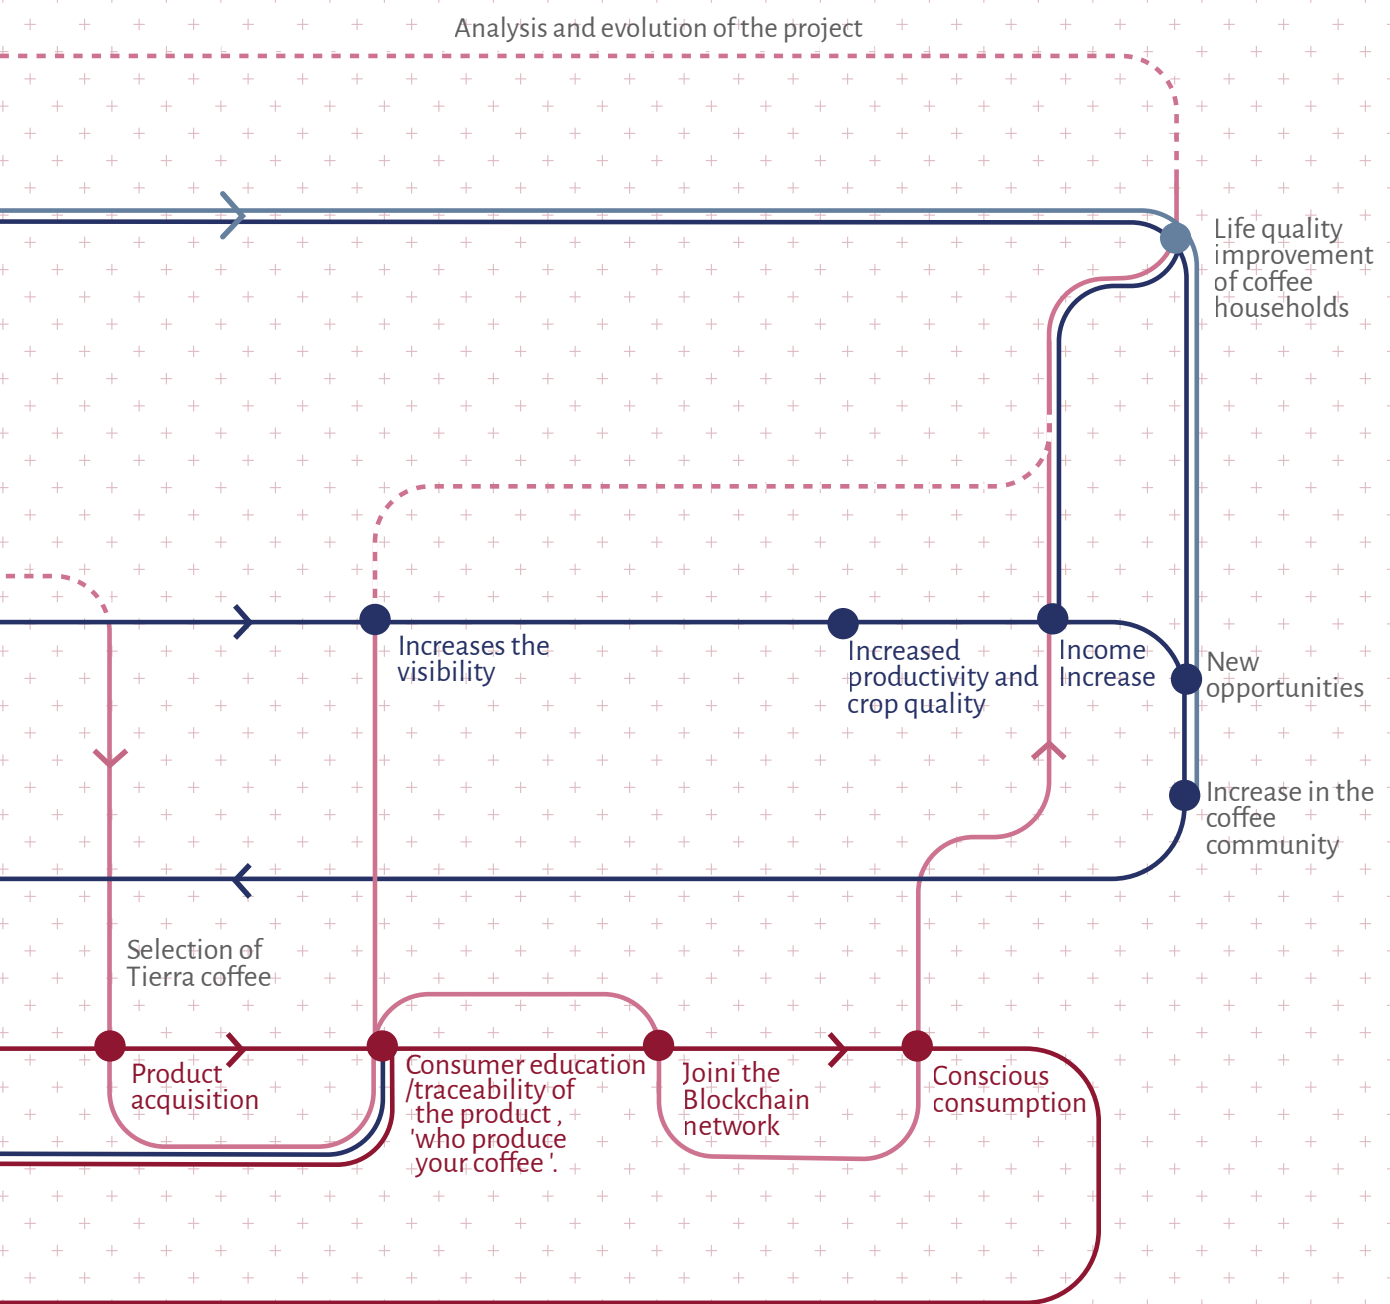 Analysis and evolution of the project
Life quality
improvement
of coffee
households
Increases the
visibility
Increased
productivity and
crop quality
Income
Increase
New
opportunities
Increase in the
coffee
community
Selection of
Tierra coffee
Product
acquisition
Consumer education
/traceability of
the product ,
'who produce
your coffee '.
Joini the
Blockchain
network
Conscious
consumption